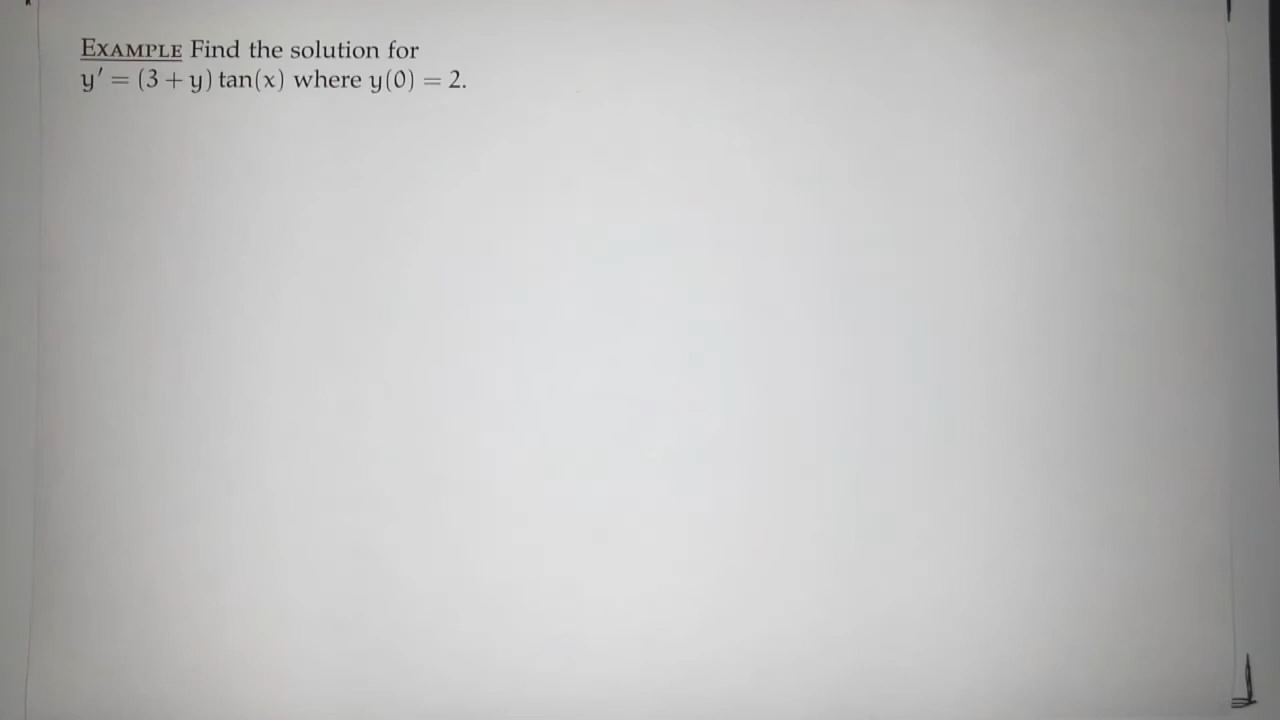 EXAMPLE Find the solution for
y′ = (3 + y) tan(x) where y(0) = 2.